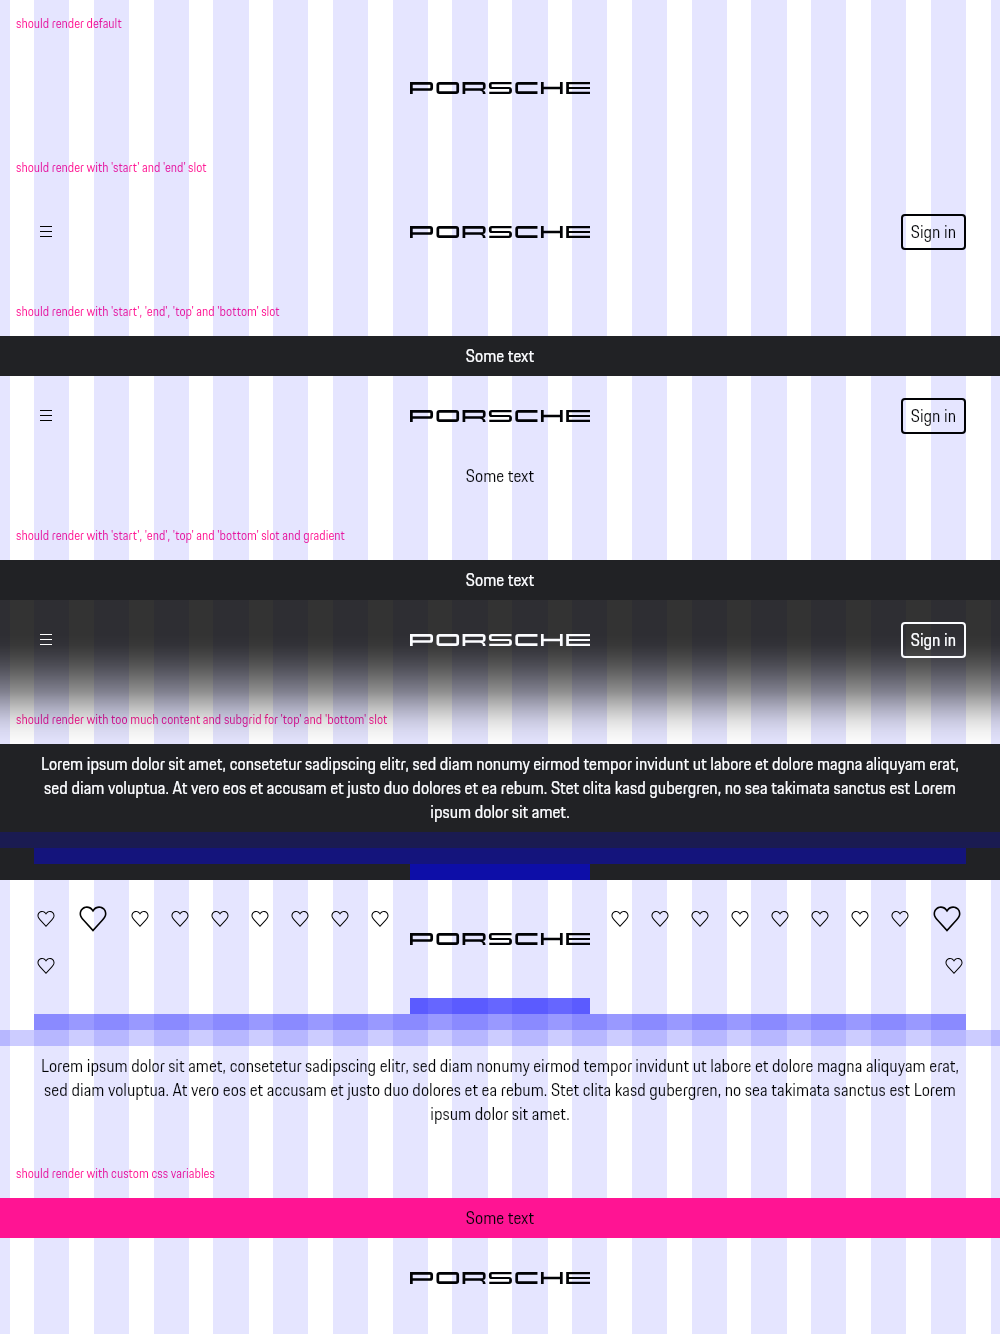 should render default
PORSCHE
should render with 'start' and 'end' slot
PORSCHE
Sign in
should render with 'start', 'end', 'top' and 'bottom' slot
Some text
PORSCHE
Sign in
Some text
should render with 'start', 'end', 'top' and 'bottom' slot and gradient
Some text
PORSCHE
Sign in
should render with too much content and subgrid for 'top' and 'bottom' slot
Lorem ipsum dolor sit amet, consetetur sadipscing elitr, sed diam nonumy eirmod tempor invidunt ut labore et dolore magna aliquyam erat,
sed diam voluptua. At vero eos et accusam et justo duo dolores et ea rebum. Stet clita kasd gubergren, no sea takimata sanctus est Lorem
ipsum dolor sit amet.
PORSCHE
Lorem ipsum dolor sit amet, consetetur sadipscing elitr, sed diam nonumy eirmod tempor invidunt ut labore et dolore magna aliquyam erat,
sed diam voluptua. At vero eos et accusam et justo duo dolores et ea rebum. Stet clita kasd gubergren, no sea takimata sanctus est Lorem
ipsum dolor sit amet.
should render with custom css variables
Some text
PORSCHE